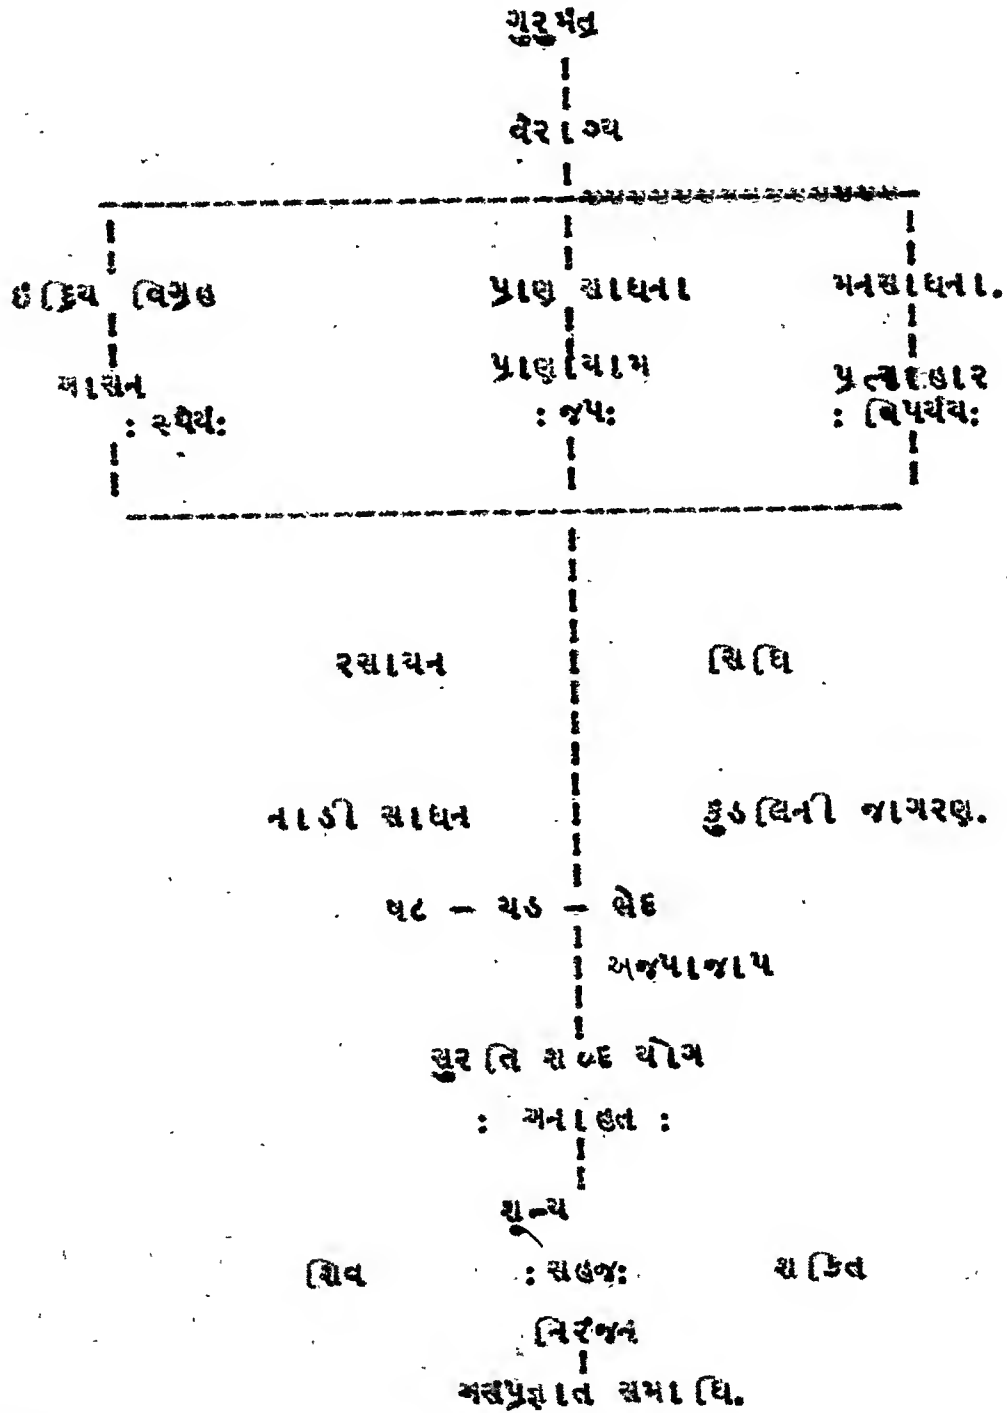 ગુરુમંત્ર
વૈરાગ્ય
ઇંદ્રિય વિગ્રહ પ્રાણ સાધના મનસાધના.
આસન પ્રાણાયામ પ્રત્યાહાર
: સ્થૈર્ય: : જપ: : વિપર્યય:
રસાયન સિધિ
નાડી સાધન કુડલિની જાગરણ.
ષટ – ચક્ર – ભેદ
અજપાજાપ
સુરતિ શબ્દ યોગ
: અનાહત :
શૂન્ય
શિવ : સહજ: શકિત
નિરંજન
અસંપ્રજ્ઞાત સમાધિ.